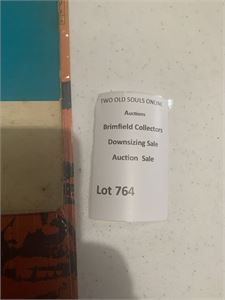 TWO OLD SOULS ONLINE
Auctions
Brimfield Collectors
Downsizing Sale
Auction Sale
Lot 764